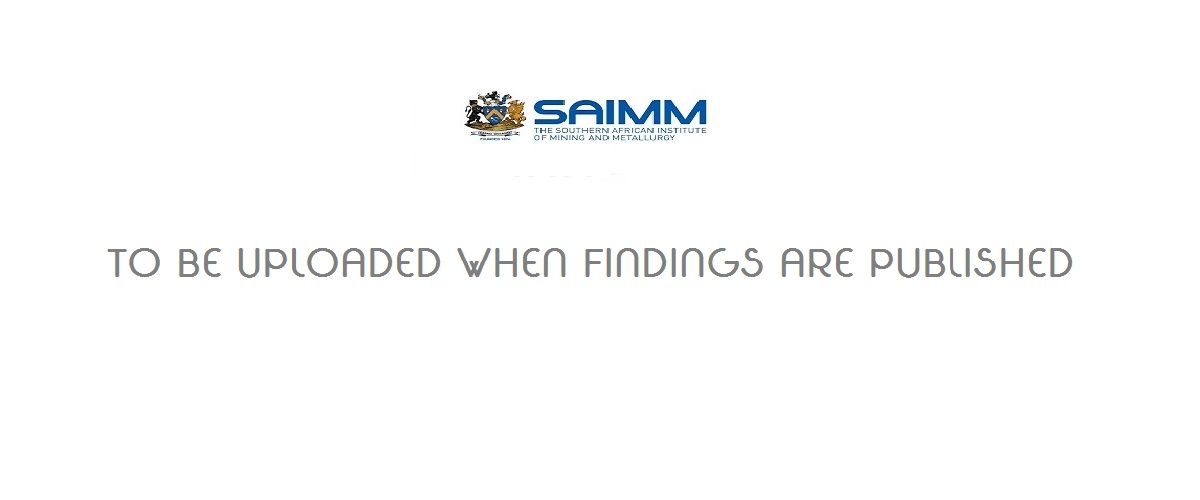 SAIMM
THE SOUTHERN AFRICAN INSTITUTE
OF MINING AND METALLURGY
TO BE UPLOADED WHEN FINDINGS ARE PUBLISHED